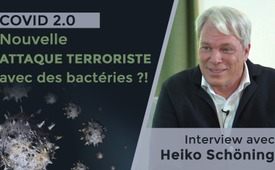 COVID 2.0
Nouvelle
ATTAQUE TERRORISTE
avec des bactéries ?!
Interview avec
Heiko Schöning